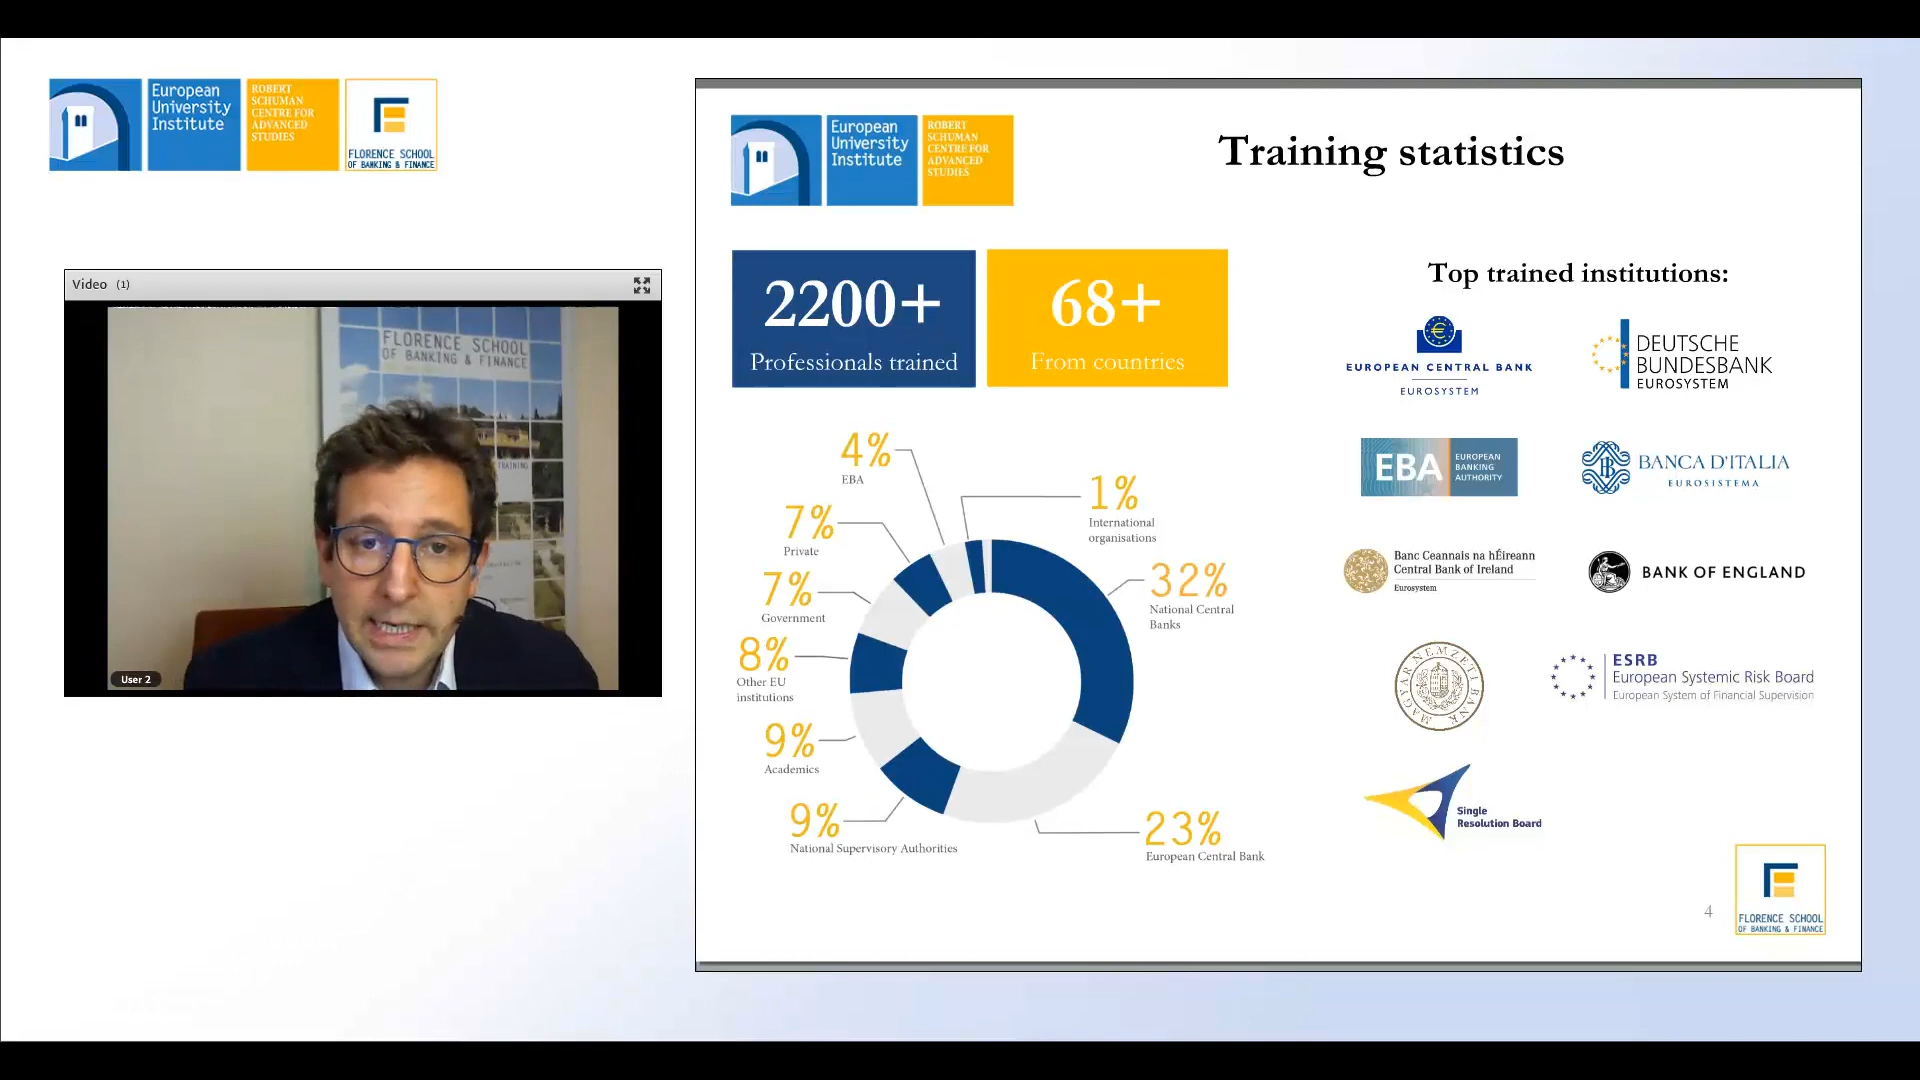 European
University
Institute
ROBERT
SCHUMAN
CENTRE FOR
ADVANCED
STUDIES
FLORENCE SCHOOL
OF BANKING & FINANCE
Video (1)
FLORENCE SCHOOL
OF BANKING & FINANCE
TRAINING
User 2
European
University
Institute
ROBERT
SCHUMAN
CENTRE FOR
ADVANCED
STUDIES
Training statistics
2200+
Professionals trained
68+
From countries
4%
EBA
7%
Private
7%
Government
8%
Other EU
institutions
9%
Academics
9%
National Supervisory Authorities
1%
International
organisations
32%
National Central
Banks
23%
European Central Bank
Top trained institutions:
EUROPEAN CENTRAL BANK
EUROSYSTEM
DEUTSCHE
BUNDESBANK
EUROSYSTEM
EBA
EUROPEAN
BANKING
AUTHORITY
BANCA D'ITALIA
EUROSISTEMA
Banc Ceannais na hÉireann
Central Bank of Ireland
Eurosystem
BANK OF ENGLAND
MAGYAR NEMZETI BANK
ESRB
European Systemic Risk Board
European System of Financial Supervision
Single
Resolution Board
4
FLORENCE SCHOOL
OF BANKING & FINANCE